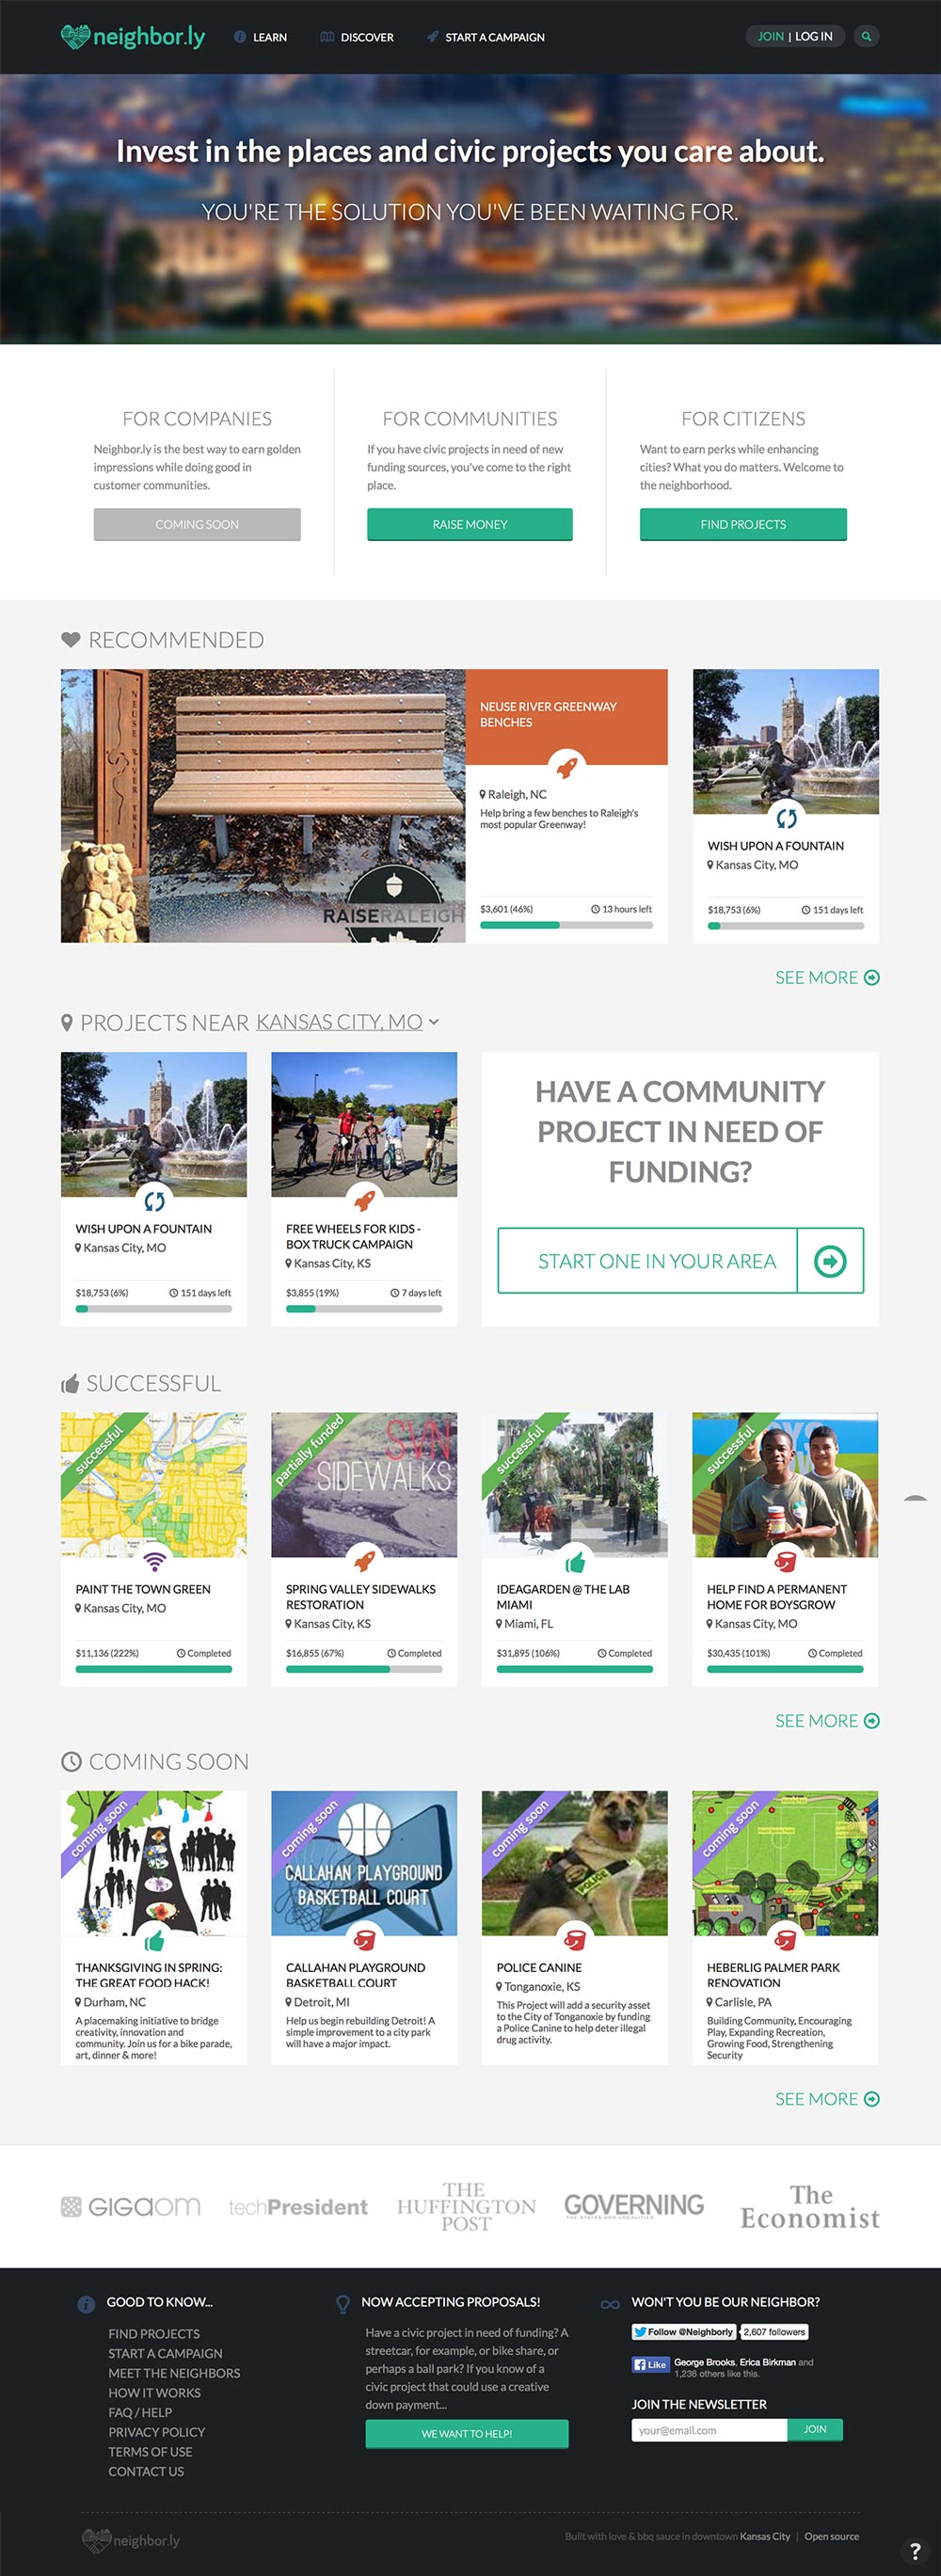 neighbor.ly
LEARN
DISCOVER
START A CAMPAIGN
JOIN | LOG IN
Invest in the places and civic projects you care about.
YOU'RE THE SOLUTION YOU'VE BEEN WAITING FOR.
FOR COMPANIES
Neighbor.ly is the best way to earn golden
impressions while doing good in
customer communities.
COMING SOON
FOR COMMUNITIES
If you have civic projects in need of new
funding sources, you've come to the right
place.
RAISE MONEY
FOR CITIZENS
Want to earn perks while enhancing
cities? What you do matters. Welcome to
the neighborhood.
FIND PROJECTS
RECOMMENDED
RAISERALEIGH
NEUSE RIVER GREENWAY
BENCHES
Raleigh, NC
Help bring a few benches to Raleigh's
most popular Greenway!
$3,601 (46%)
13 hours left
WISH UPON A FOUNTAIN
Kansas City, MO
$18,753 (6%)
151 days left
SEE MORE
PROJECTS NEAR KANSAS CITY, MO
WISH UPON A FOUNTAIN
Kansas City, MO
$18,753 (6%)
151 days left
FREE WHEELS FOR KIDS -
BOX TRUCK CAMPAIGN
Kansas City, KS
$3,855 (19%)
7 days left
HAVE A COMMUNITY
PROJECT IN NEED OF
FUNDING?
START ONE IN YOUR AREA
SUCCESSFUL
successful
PAINT THE TOWN GREEN
Kansas City, MO
$11,136 (222%)
Completed
partially funded
SVN
SIDEWALKS
SPRING VALLEY SIDEWALKS
RESTORATION
Kansas City, KS
$16,855 (67%)
Completed
successful
IDEAGARDEN @ THE LAB
MIAMI
Miami, FL
$31,895 (106%)
Completed
successful
HELP FIND A PERMANENT
HOME FOR BOYSGROW
Kansas City, MO
$30,435 (101%)
Completed
SEE MORE
COMING SOON
coming soon
THANKSGIVING IN SPRING:
THE GREAT FOOD HACK!
Durham, NC
A placemaking initiative to bridge
creativity, innovation and
community. Join us for a bike parade,
art, dinner & more!
coming soon
CALLAHAN PLAYGROUND
BASKETBALL COURT
CALLAHAN PLAYGROUND
BASKETBALL COURT
Detroit, MI
Help us begin rebuilding Detroit! A
simple improvement to a city park
will have a major impact.
coming soon
POLICE
POLICE CANINE
Tonganoxie, KS
This Project will add a security asset
to the City of Tonganoxie by funding
a Police Canine to help deter illegal
drug activity.
coming soon
HEBERLIG PALMER PARK
RENOVATION
Carlisle, PA
Building Community, Encouraging
Play, Expanding Recreation,
Growing Food, Strengthening
Security
SEE MORE
GIGAOM
techPresident
THE
HUFFINGTON
POST
GOVERNING
THE STATES AND LOCALITIES
The
Economist
GOOD TO KNOW...
FIND PROJECTS
START A CAMPAIGN
MEET THE NEIGHBORS
HOW IT WORKS
FAQ / HELP
PRIVACY POLICY
TERMS OF USE
CONTACT US
NOW ACCEPTING PROPOSALS!
Have a civic project in need of funding? A
streetcar, for example, or bike share, or
perhaps a ball park? If you know of a
civic project that could use a creative
down payment...
WE WANT TO HELP!
WON'T YOU BE OUR NEIGHBOR?
Follow @Neighborly
2,607 followers
Like
George Brooks, Erica Birkman and
1,236 others like this.
JOIN THE NEWSLETTER
your@email.com
JOIN
neighbor.ly
Built with love & bbq sauce in downtown Kansas City | Open source
?